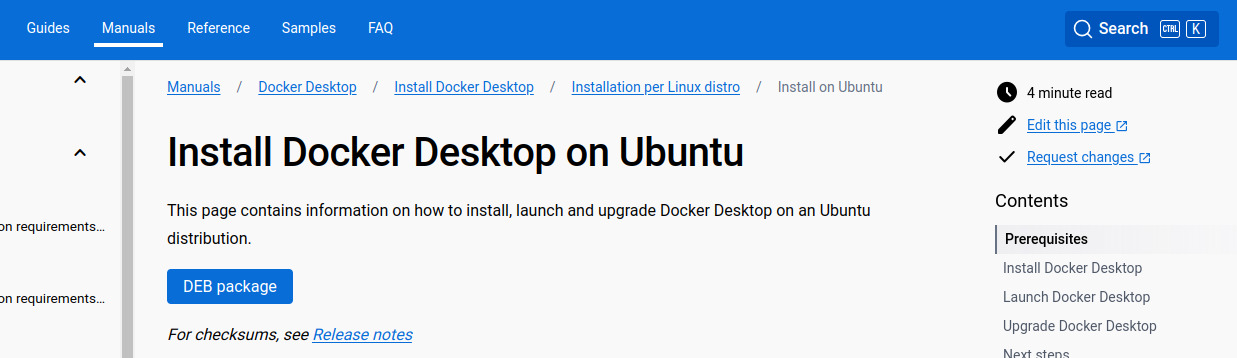 Guides Manuals Reference Samples FAQ Search CTRL K
Manuals / Docker Desktop / Install Docker Desktop / Installation per Linux distro / Install on Ubuntu
Install Docker Desktop on Ubuntu
This page contains information on how to install, launch and upgrade Docker Desktop on an Ubuntu
distribution.
DEB package
For checksums, see Release notes
on requirements...
on requirements...
4 minute read
Edit this page
Request changes
Contents
Prerequisites
Install Docker Desktop
Launch Docker Desktop
Upgrade Docker Desktop
Next steps